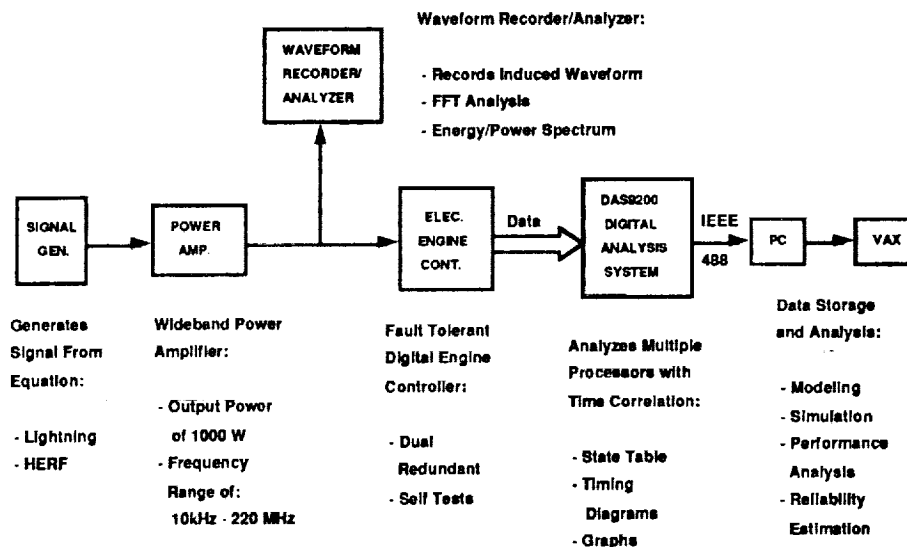 Waveform Recorder/Analyzer:
- Records Induced Waveform
- FFT Analysis
- Energy/Power Spectrum
WAVEFORM
RECORDER/
ANALYZER
SIGNAL
GEN.
POWER
AMP.
ELEC.
ENGINE
CONT.
Data
DAS9200
DIGITAL
ANALYSIS
SYSTEM
IEEE
488
PC
VAX
Generates
Signal From
Equation:
- Lightning
- HERF
Wideband Power
Amplifier:
- Output Power
of 1000 W
- Frequency
Range of:
10kHz - 220 MHz
Fault Tolerant
Digital Engine
Controller:
- Dual
Redundant
- Self Tests
Analyzes Multiple
Processors with
Time Correlation:
- State Table
- Timing
Diagrams
- Graphs
Data Storage
and Analysis:
- Modeling
- Simulation
- Performance
Analysis
- Reliability
Estimation